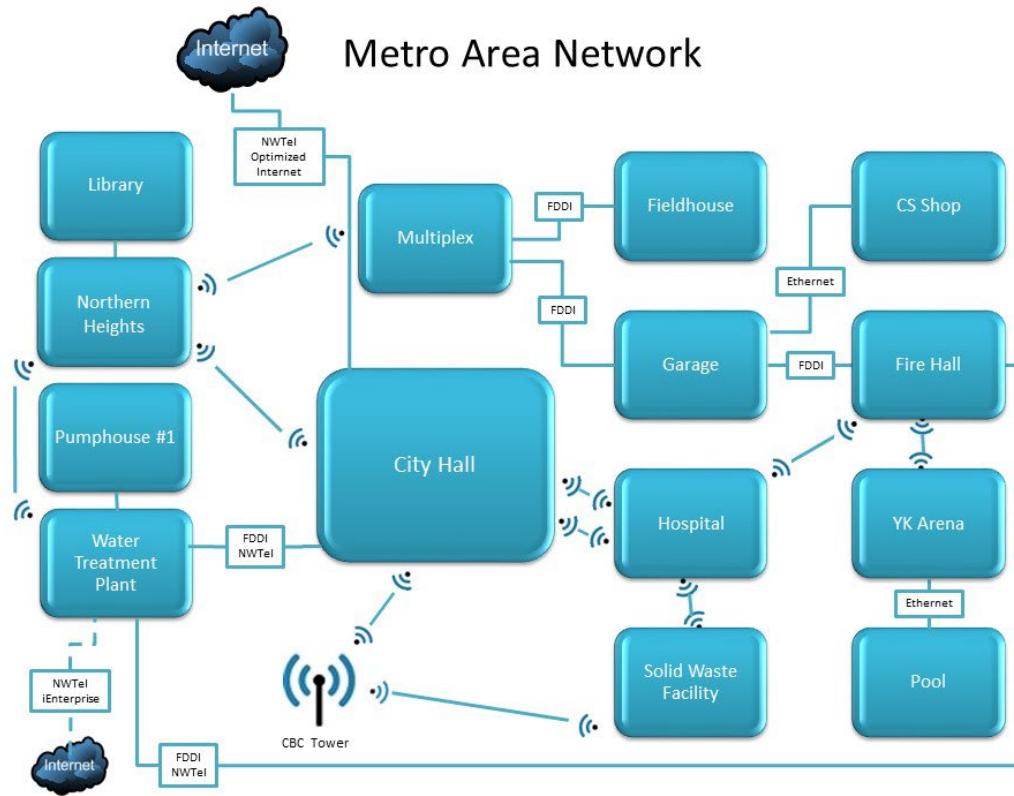 Internet
Metro Area Network
NWTel
Optimized
Internet
Library
Multiplex
FDDI
Fieldhouse
CS Shop
Northern
Heights
Ethernet
FDDI
Garage
FDDI
Fire Hall
Pumphouse #1
City Hall
Hospital
YK Arena
Water
Treatment
Plant
FDDI
NWTel
Ethernet
NWTel
iEnterprise
Solid Waste
Facility
Pool
CBC Tower
Internet
FDDI
NWTel